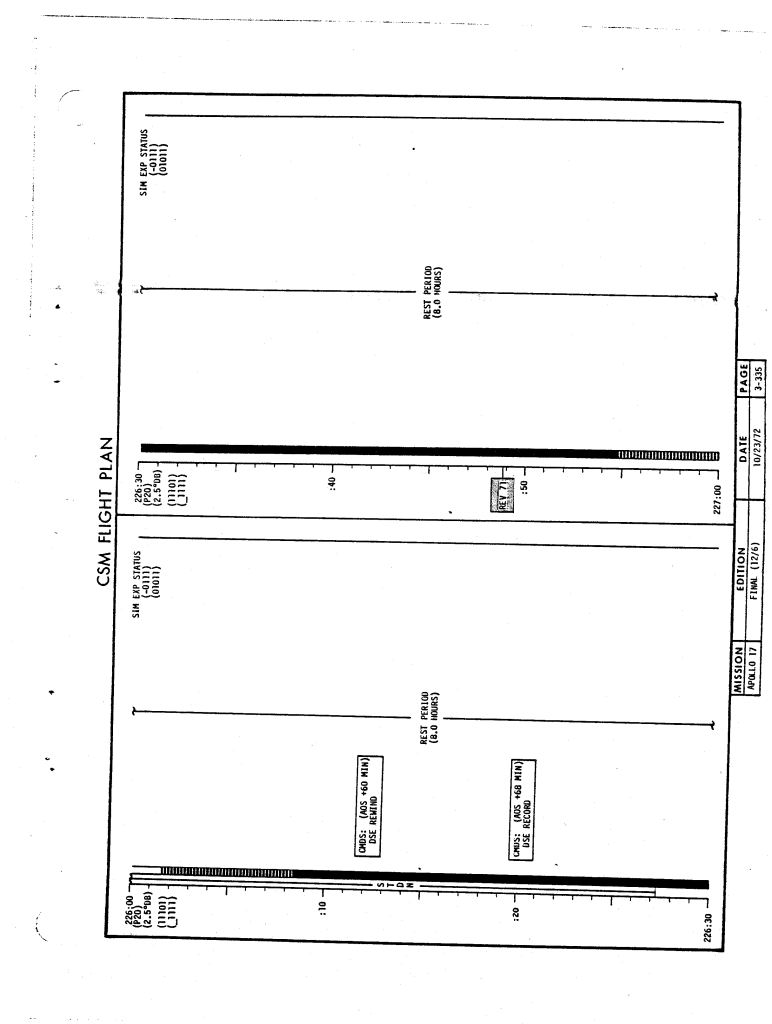 CSM FLIGHT PLAN
226:00
(P20)
(2.5°DB)
(11101)
(_1111)
:10
:20
226:30
S T D N
CMDS: (AOS +60 MIN)
DSE REWIND
CMDS: (AOS +68 MIN)
DSE RECORD
REST PERIOD
(8.0 HOURS)
SIM EXP STATUS
(-0111)
(01011)
226:30
(P20)
(2.5°DB)
(11101)
(_1111)
:40
REV 71
:50
227:00
REST PERIOD
(8.0 HOURS)
SIM EXP STATUS
(-0111)
(01011)
MISSION EDITION DATE PAGE
APOLLO 17 FINAL (12/6) 10/23/72 3-335